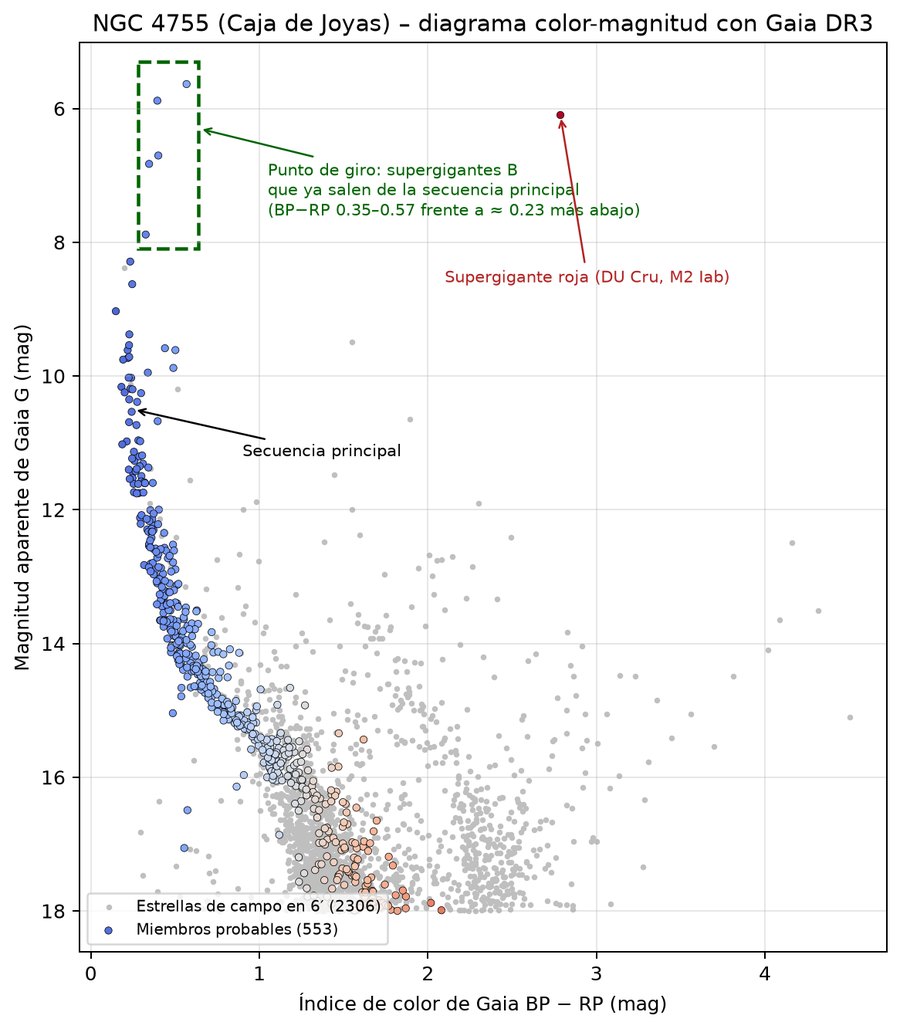 NGC 4755 (Caja de Joyas) – diagrama color-magnitud con Gaia DR3
Magnitud aparente de Gaia G (mag)
6
8
10
12
14
16
18
Punto de giro: supergigantes B
que ya salen de la secuencia principal
(BP−RP 0.35–0.57 frente a ≈ 0.23 más abajo)
Supergigante roja (DU Cru, M2 Iab)
Secuencia principal
Estrellas de campo en 6′ (2306)
Miembros probables (553)
0
1
2
3
4
Índice de color de Gaia BP − RP (mag)